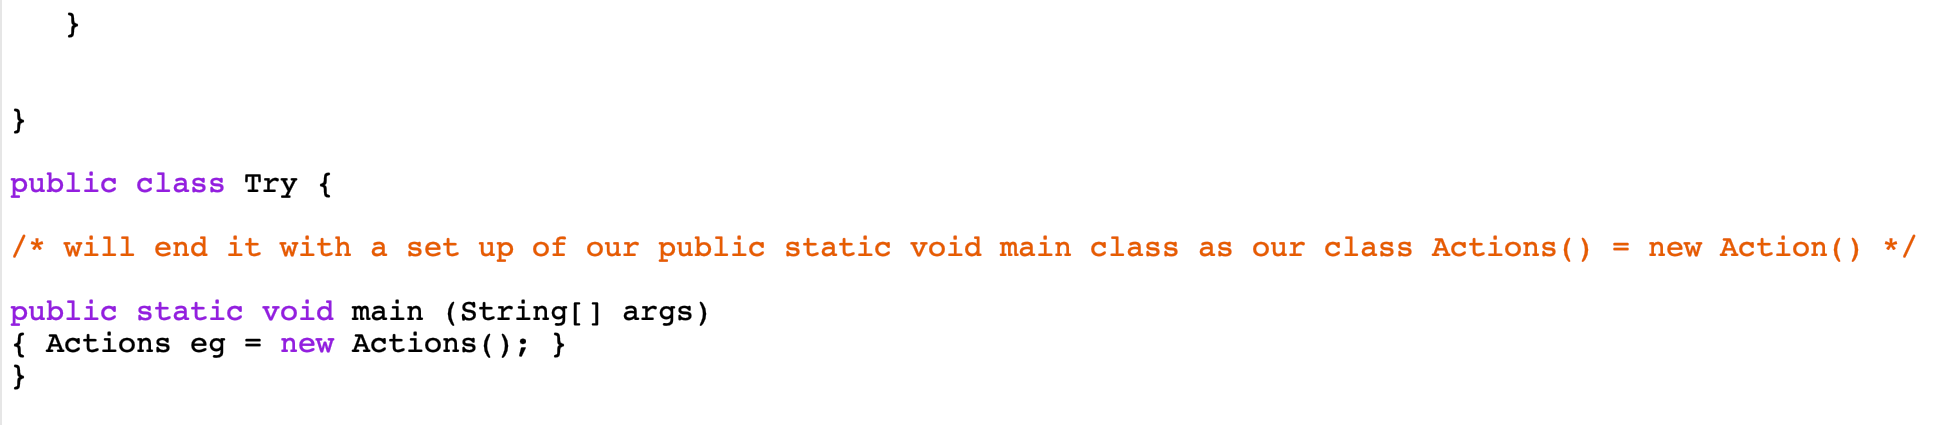 }
}
public class Try {
/* will end it with a set up of our public static void main class as our class Actions() = new Action() */
public static void main (String[] args)
{ Actions eg = new Actions(); }
}